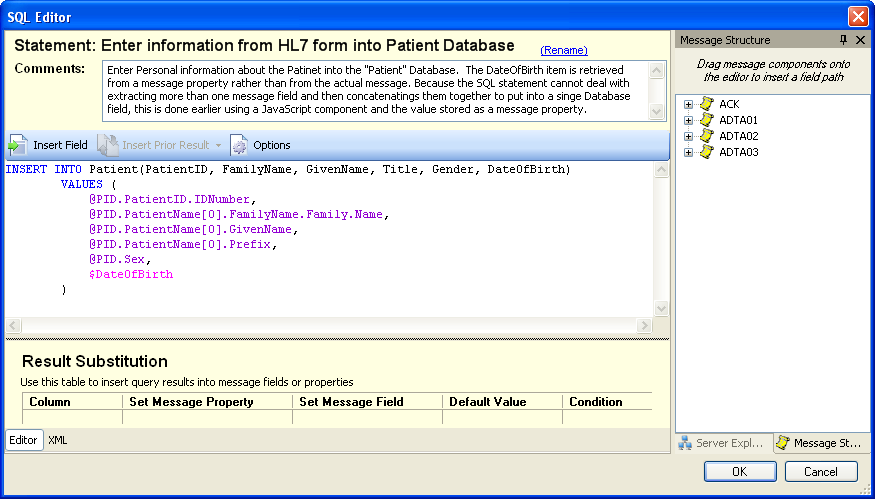 SQL Editor
Statement: Enter information from HL7 form into Patient Database
(Rename)
Comments:
Enter Personal information about the Patinet into the "Patient" Database. The DateOfBirth item is retrieved
from a message property rather than from the actual message. Because the SQL statement cannot deal with
extracting more than one message field and then concatenatings them together to put into a singe Database
field, this is done earlier using a JavaScript component and the value stored as a message property.
Insert Field
Insert Prior Result
Options
INSERT INTO Patient(PatientID, FamilyName, GivenName, Title, Gender, DateOfBirth)
VALUES (
@PID.PatientID.IDNumber,
@PID.PatientName[0].FamilyName.Family.Name,
@PID.PatientName[0].GivenName,
@PID.PatientName[0].Prefix,
@PID.Sex,
$DateOfBirth
)
Result Substitution
Use this table to insert query results into message fields or properties
Column Set Message Property Set Message Field Default Value Condition
Editor XML
Message Structure
Drag message components onto
the editor to insert a field path
ACK
ADTA01
ADTA02
ADTA03
Server Expl... Message St...
OK Cancel